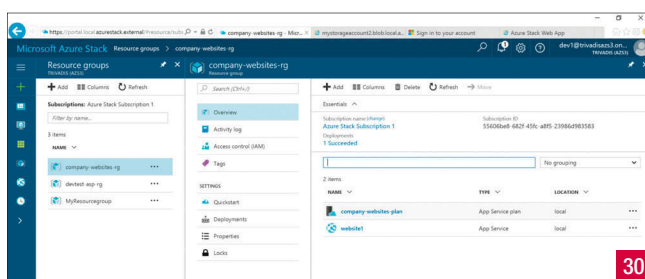 https://portal.local.azurestack.external/#resource/subs
company websites rg - Micr...
mystorageaccount2.blob.local.a...
Sign in to your account
Azure Stack Web App
Microsoft Azure Stack Resource groups > company-websites-rg
dev1@trivadisazs3.on...
TRIVADIS (AZS3)
Resource groups
TRIVADIS (AZS3)
Add Columns Refresh
Subscriptions: Azure Stack Subscription 1
Filter by name...
3 items
NAME
company-websites-rg
devtest-asp-rg
MyResourcegroup
company-websites-rg
Resource group
Search (Ctrl+/)
Overview
Activity log
Access control (IAM)
Tags
SETTINGS
Quickstart
Deployments
Properties
Locks
Add Columns Delete Refresh Move
Essentials
Subscription name (change)
Azure Stack Subscription 1
Deployments
1 Succeeded
Subscription ID
55606be8-682f-45fc-a8f5-23986d983583
No grouping
2 items
NAME TYPE LOCATION
company-websites-plan App Service plan local
website1 App Service local
30